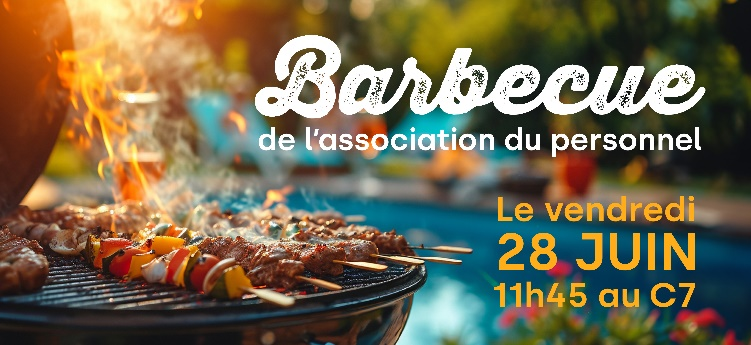 Barbecue
de l'association du personnel
Le vendredi
28 JUIN
11h45 au C7